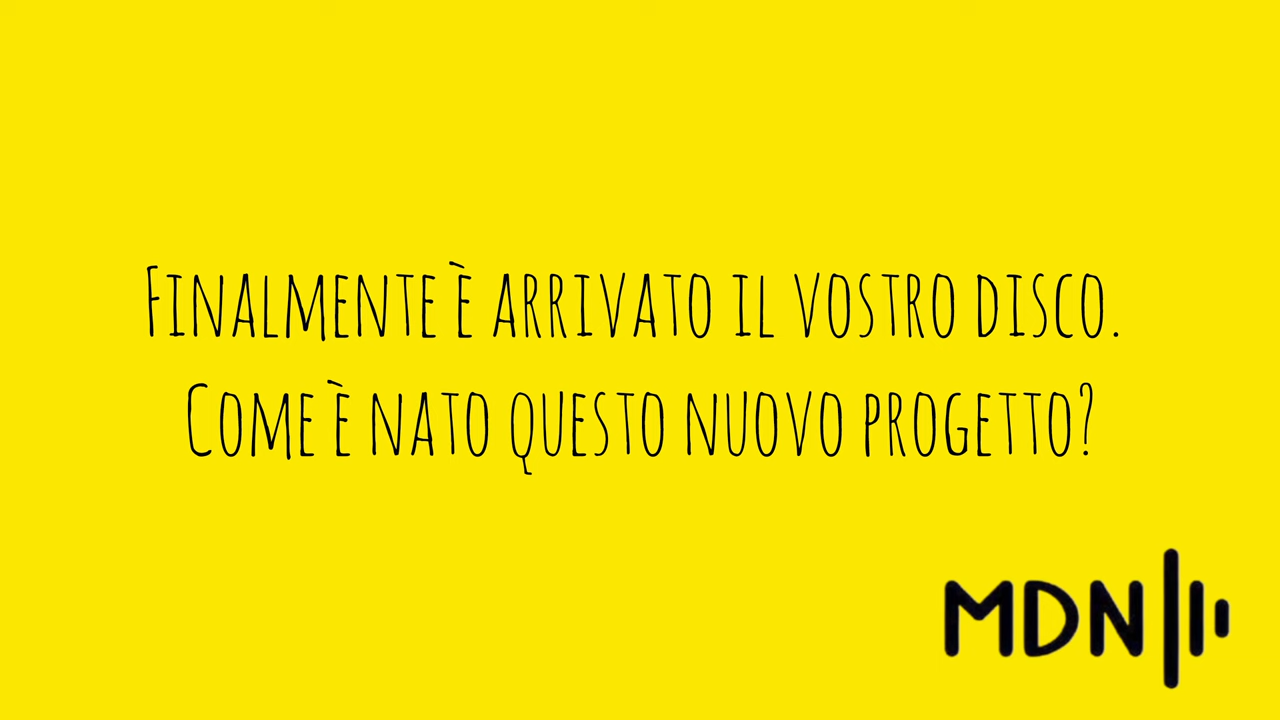 Finalmente è arrivato il vostro disco.
Come è nato questo nuovo progetto?
MDN